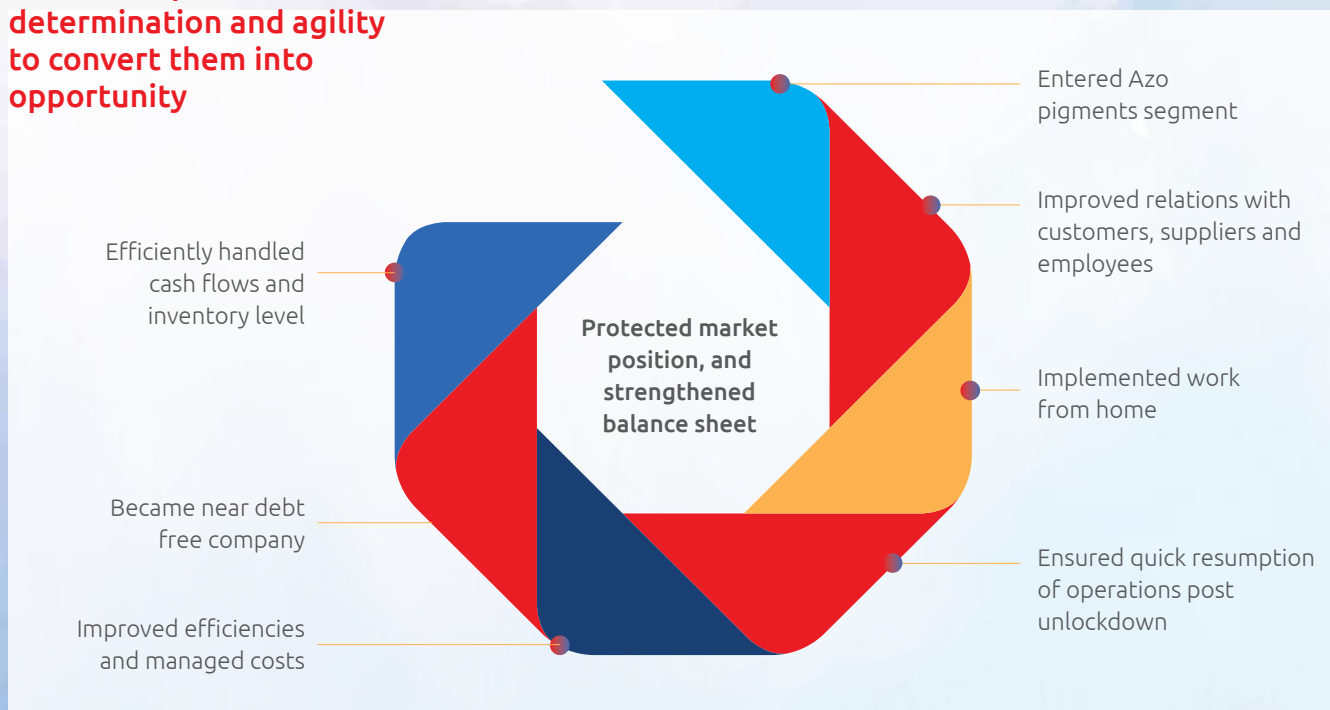 determination and agility
to convert them into
opportunity
Entered Azo
pigments segment
Improved relations with
customers, suppliers and
employees
Implemented work
from home
Ensured quick resumption
of operations post
unlockdown
Improved efficiencies
and managed costs
Became near debt
free company
Efficiently handled
cash flows and
inventory level
Protected market
position, and
strengthened
balance sheet